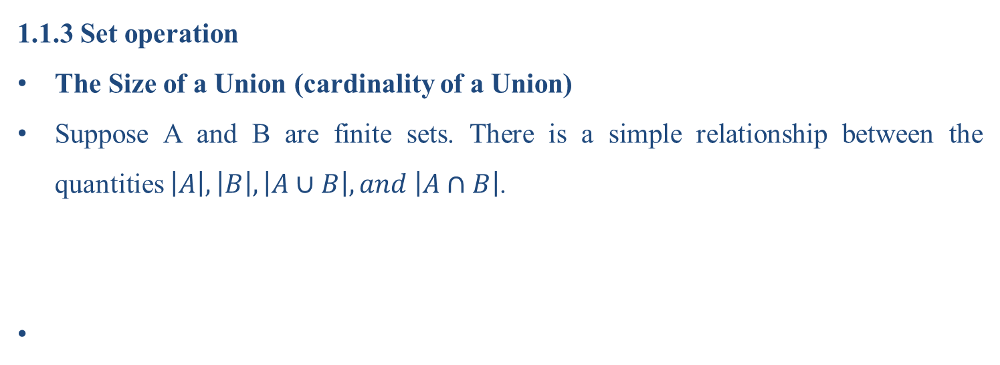 1.1.3 Set operation
• The Size of a Union (cardinality of a Union)
• Suppose A and B are finite sets. There is a simple relationship between the
quantities |A|, |B|, |A ∪ B|, and |A ∩ B|.
•